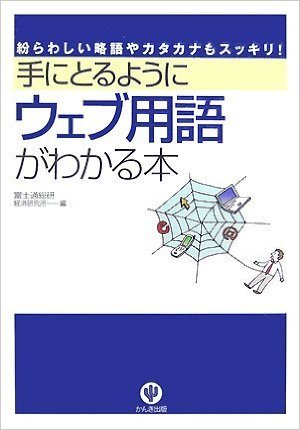 紛らわしい略語やカタカナもスッキリ!
手にとるように
ウェブ用語
がわかる本
富士通総研
経済研究所──編
かんき出版